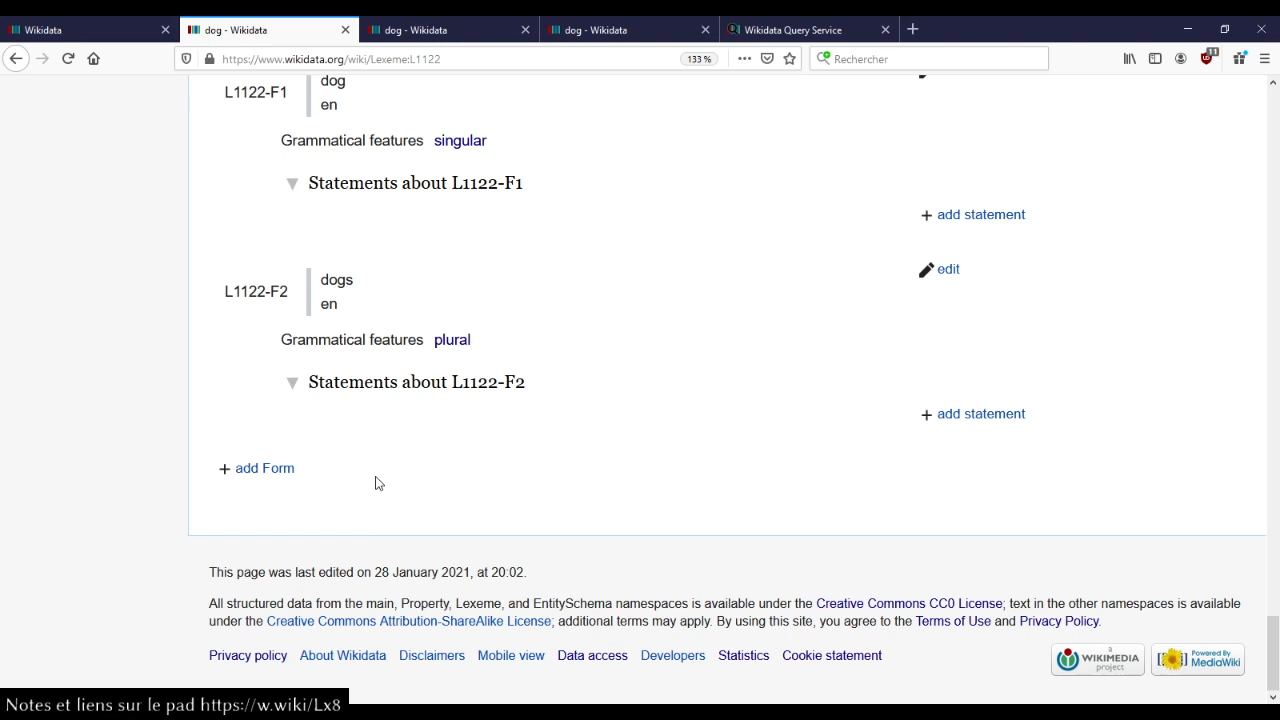 Wikidata
dog - Wikidata
dog - Wikidata
dog - Wikidata
Wikidata Query Service
https://www.wikidata.org/wiki/Lexeme:L1122
133 %
Rechercher
11
L1122-F1
dog
en
Grammatical features singular
Statements about L1122-F1
+ add statement
L1122-F2
dogs
en
edit
Grammatical features plural
Statements about L1122-F2
+ add statement
+ add Form
This page was last edited on 28 January 2021, at 20:02.
All structured data from the main, Property, Lexeme, and EntitySchema namespaces is available under the Creative Commons CC0 License; text in the other namespaces is available
under the Creative Commons Attribution-ShareAlike License; additional terms may apply. By using this site, you agree to the Terms of Use and Privacy Policy.
Privacy policy About Wikidata Disclaimers Mobile view Data access Developers Statistics Cookie statement
a
WIKIMEDIA
project
Powered By
MediaWiki
Notes et liens sur le pad https://w.wiki/Lx8